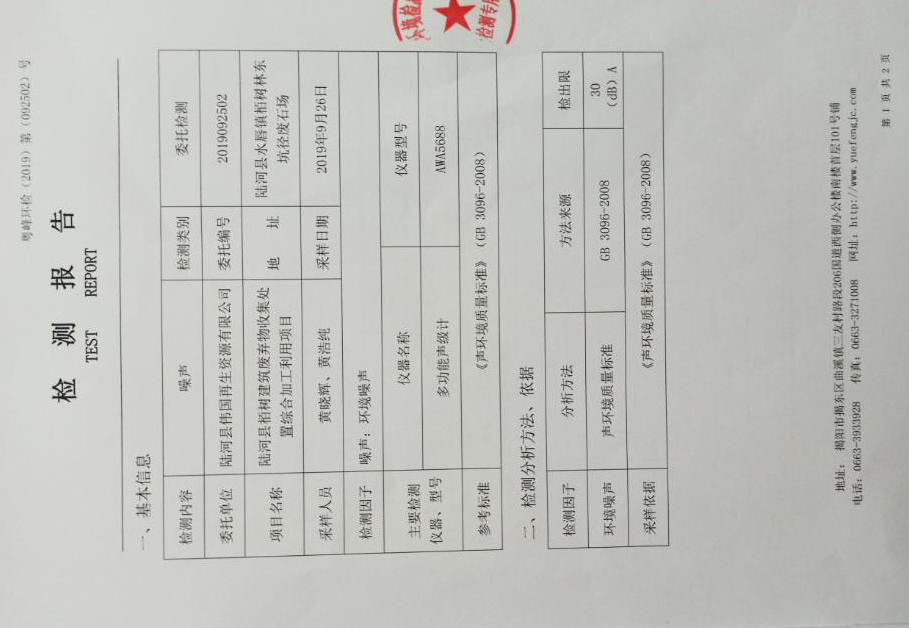 粤峰环检（2019）第（092502）号
检 测 报 告
TEST REPORT
一、基本信息
检测内容 噪声 检测类别 委托检测
委托单位 陆河县伟国再生资源有限公司 委托编号 2019092502
项目名称 陆河县栢树建筑废弃物收集处
置综合加工利用项目 地 址 陆河县水唇镇栢树林东
坑径废石场
采样人员 黄晓辉、黄浩纯 采样日期 2019年9月26日
检测因子 噪声：环境噪声
主要检测
仪器、型号 仪器名称 仪器型号
多功能声级计 AWA5688
参考标准 《声环境质量标准》（GB 3096-2008）
二、检测分析方法、依据
检测因子 分析方法 方法来源 检出限
环境噪声 声环境质量标准 GB 3096-2008 30
（dB）A
采样依据 《声环境质量标准》（GB 3096-2008）
检测专用
地址： 揭阳市揭东区曲溪镇三友村路段206国道西侧办公楼南楼首层101号铺
电话：0663-3933928 传真：0663-3271008 网址：http://www.yuefengjc.com
第 1 页 共 2 页